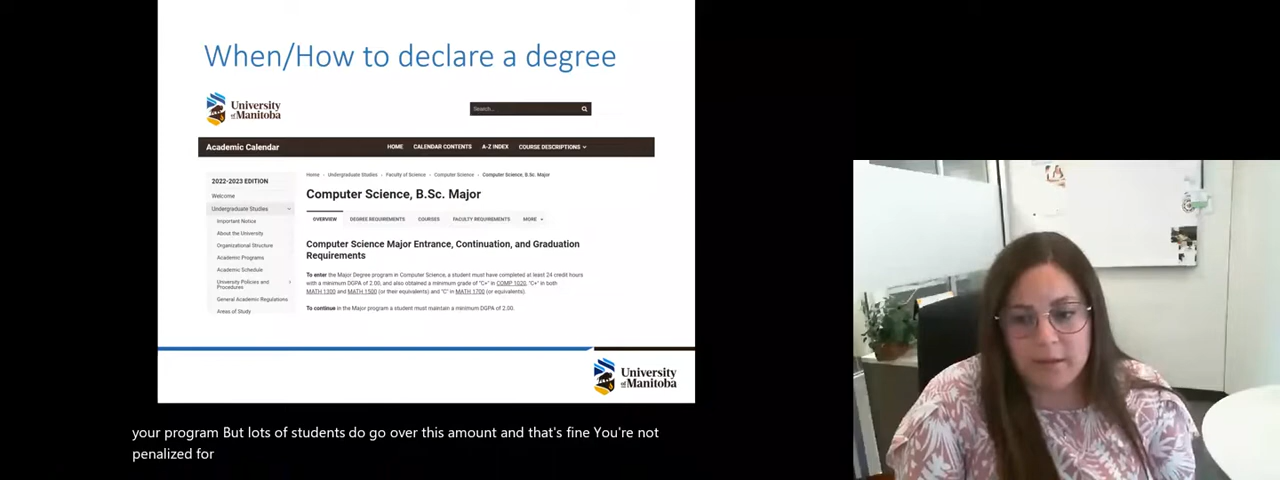 When/How to declare a degree
University
of Manitoba
Search...
Academic Calendar
HOME CALENDAR CONTENTS A-Z INDEX COURSE DESCRIPTIONS
2022-2023 EDITION
Welcome
Undergraduate Studies
Important Notice
About the University
Organizational Structure
Academic Programs
Academic Schedule
University Policies and
Procedures
General Academic Regulations
Areas of Study
Home › Undergraduate Studies › Faculty of Science › Computer Science › Computer Science, B.Sc. Major
Computer Science, B.Sc. Major
OVERVIEW DEGREE REQUIREMENTS COURSES FACULTY REQUIREMENTS MORE
Computer Science Major Entrance, Continuation, and Graduation
Requirements
To enter the Major Degree program in Computer Science, a student must have completed at least 24 credit hours
with a minimum DGPA of 2.00, and also obtained a minimum grade of "C+" in COMP 1020, "C+" in both
MATH 1300 and MATH 1500 (or their equivalents) and "C" in MATH 1700 (or equivalents).
To continue in the Major program a student must maintain a minimum DGPA of 2.00.
University
of Manitoba
your program But lots of students do go over this amount and that's fine You're not
penalized for